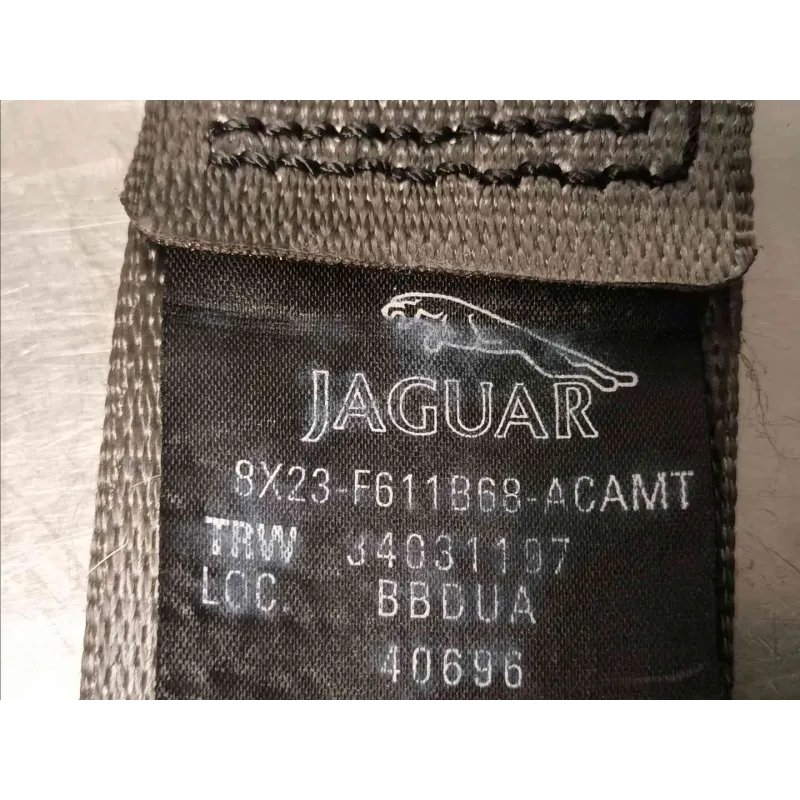 JAGUAR
8X23-F611B68-ACAMT
TRW 34031197
LOC. BBDUA
40696